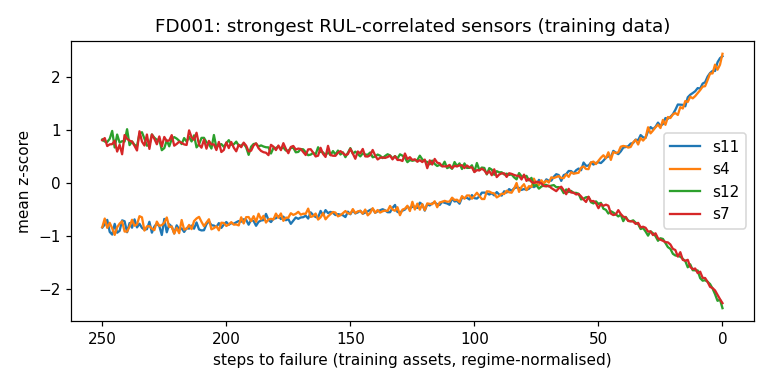 FD001: strongest RUL-correlated sensors (training data)
mean z-score
2
1
0
−1
−2
s11
s4
s12
s7
250 200 150 100 50 0
steps to failure (training assets, regime-normalised)